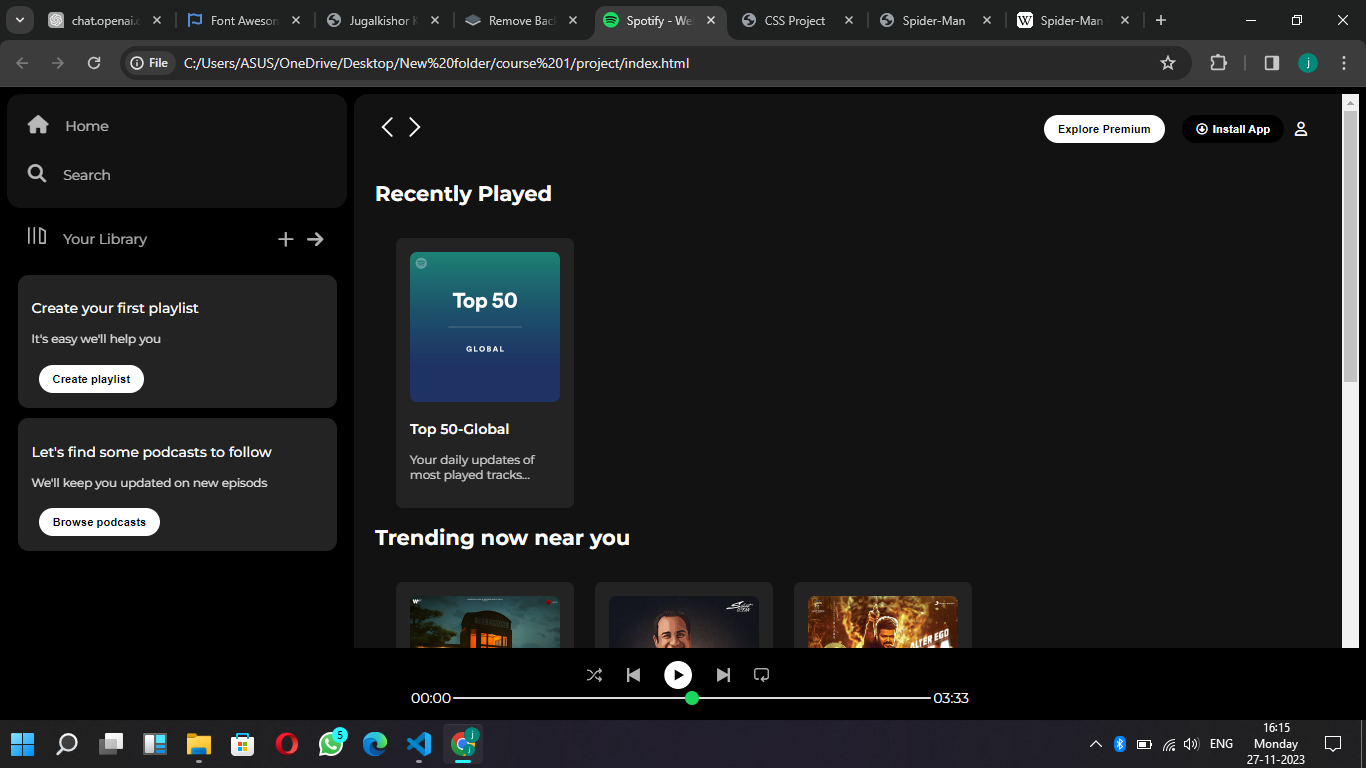 chat.openai.c
Font Aweson
Jugalkishor K
Remove Bac
Spotify - We
CSS Project
Spider-Man
Spider-Man
File
C:/Users/ASUS/OneDrive/Desktop/New%20folder/course%201/project/index.html
j
Home
Search
Your Library
Create your first playlist
It's easy we'll help you
Create playlist
Let's find some podcasts to follow
We'll keep you updated on new episods
Browse podcasts
Explore Premium
Install App
Recently Played
Top 50
GLOBAL
Top 50-Global
Your daily updates of
most played tracks...
Trending now near you
ALTER EGO
00:00
03:33
5
j
ENG
16:15
Monday
27-11-2023